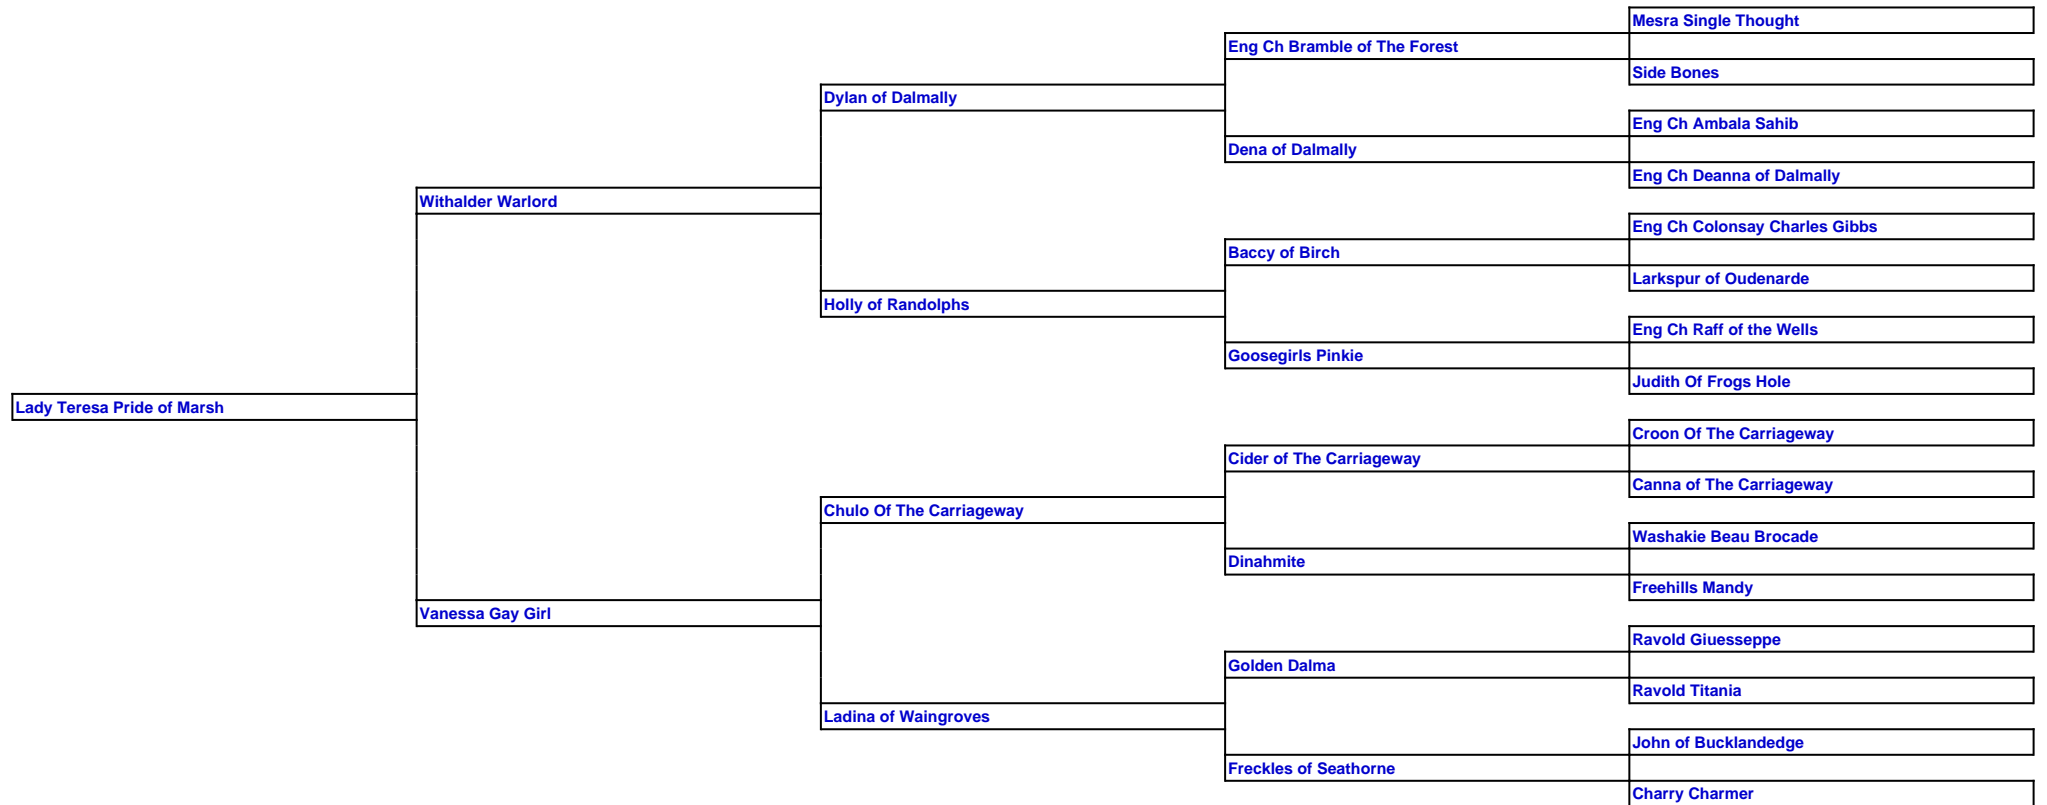 Mesra Single Thought
Eng Ch Bramble of The Forest
Side Bones
Dylan of Dalmally
Eng Ch Ambala Sahib
Dena of Dalmally
Eng Ch Deanna of Dalmally
Withalder Warlord
Eng Ch Colonsay Charles Gibbs
Baccy of Birch
Larkspur of Oudenarde
Holly of Randolphs
Eng Ch Raff of the Wells
Goosegirls Pinkie
Judith Of Frogs Hole
Lady Teresa Pride of Marsh
Croon Of The Carriageway
Cider of The Carriageway
Canna of The Carriageway
Chulo Of The Carriageway
Washakie Beau Brocade
Dinahmite
Freehills Mandy
Vanessa Gay Girl
Ravold Giuesseppe
Golden Dalma
Ravold Titania
Ladina of Waingroves
John of Bucklandedge
Freckles of Seathorne
Charry Charmer